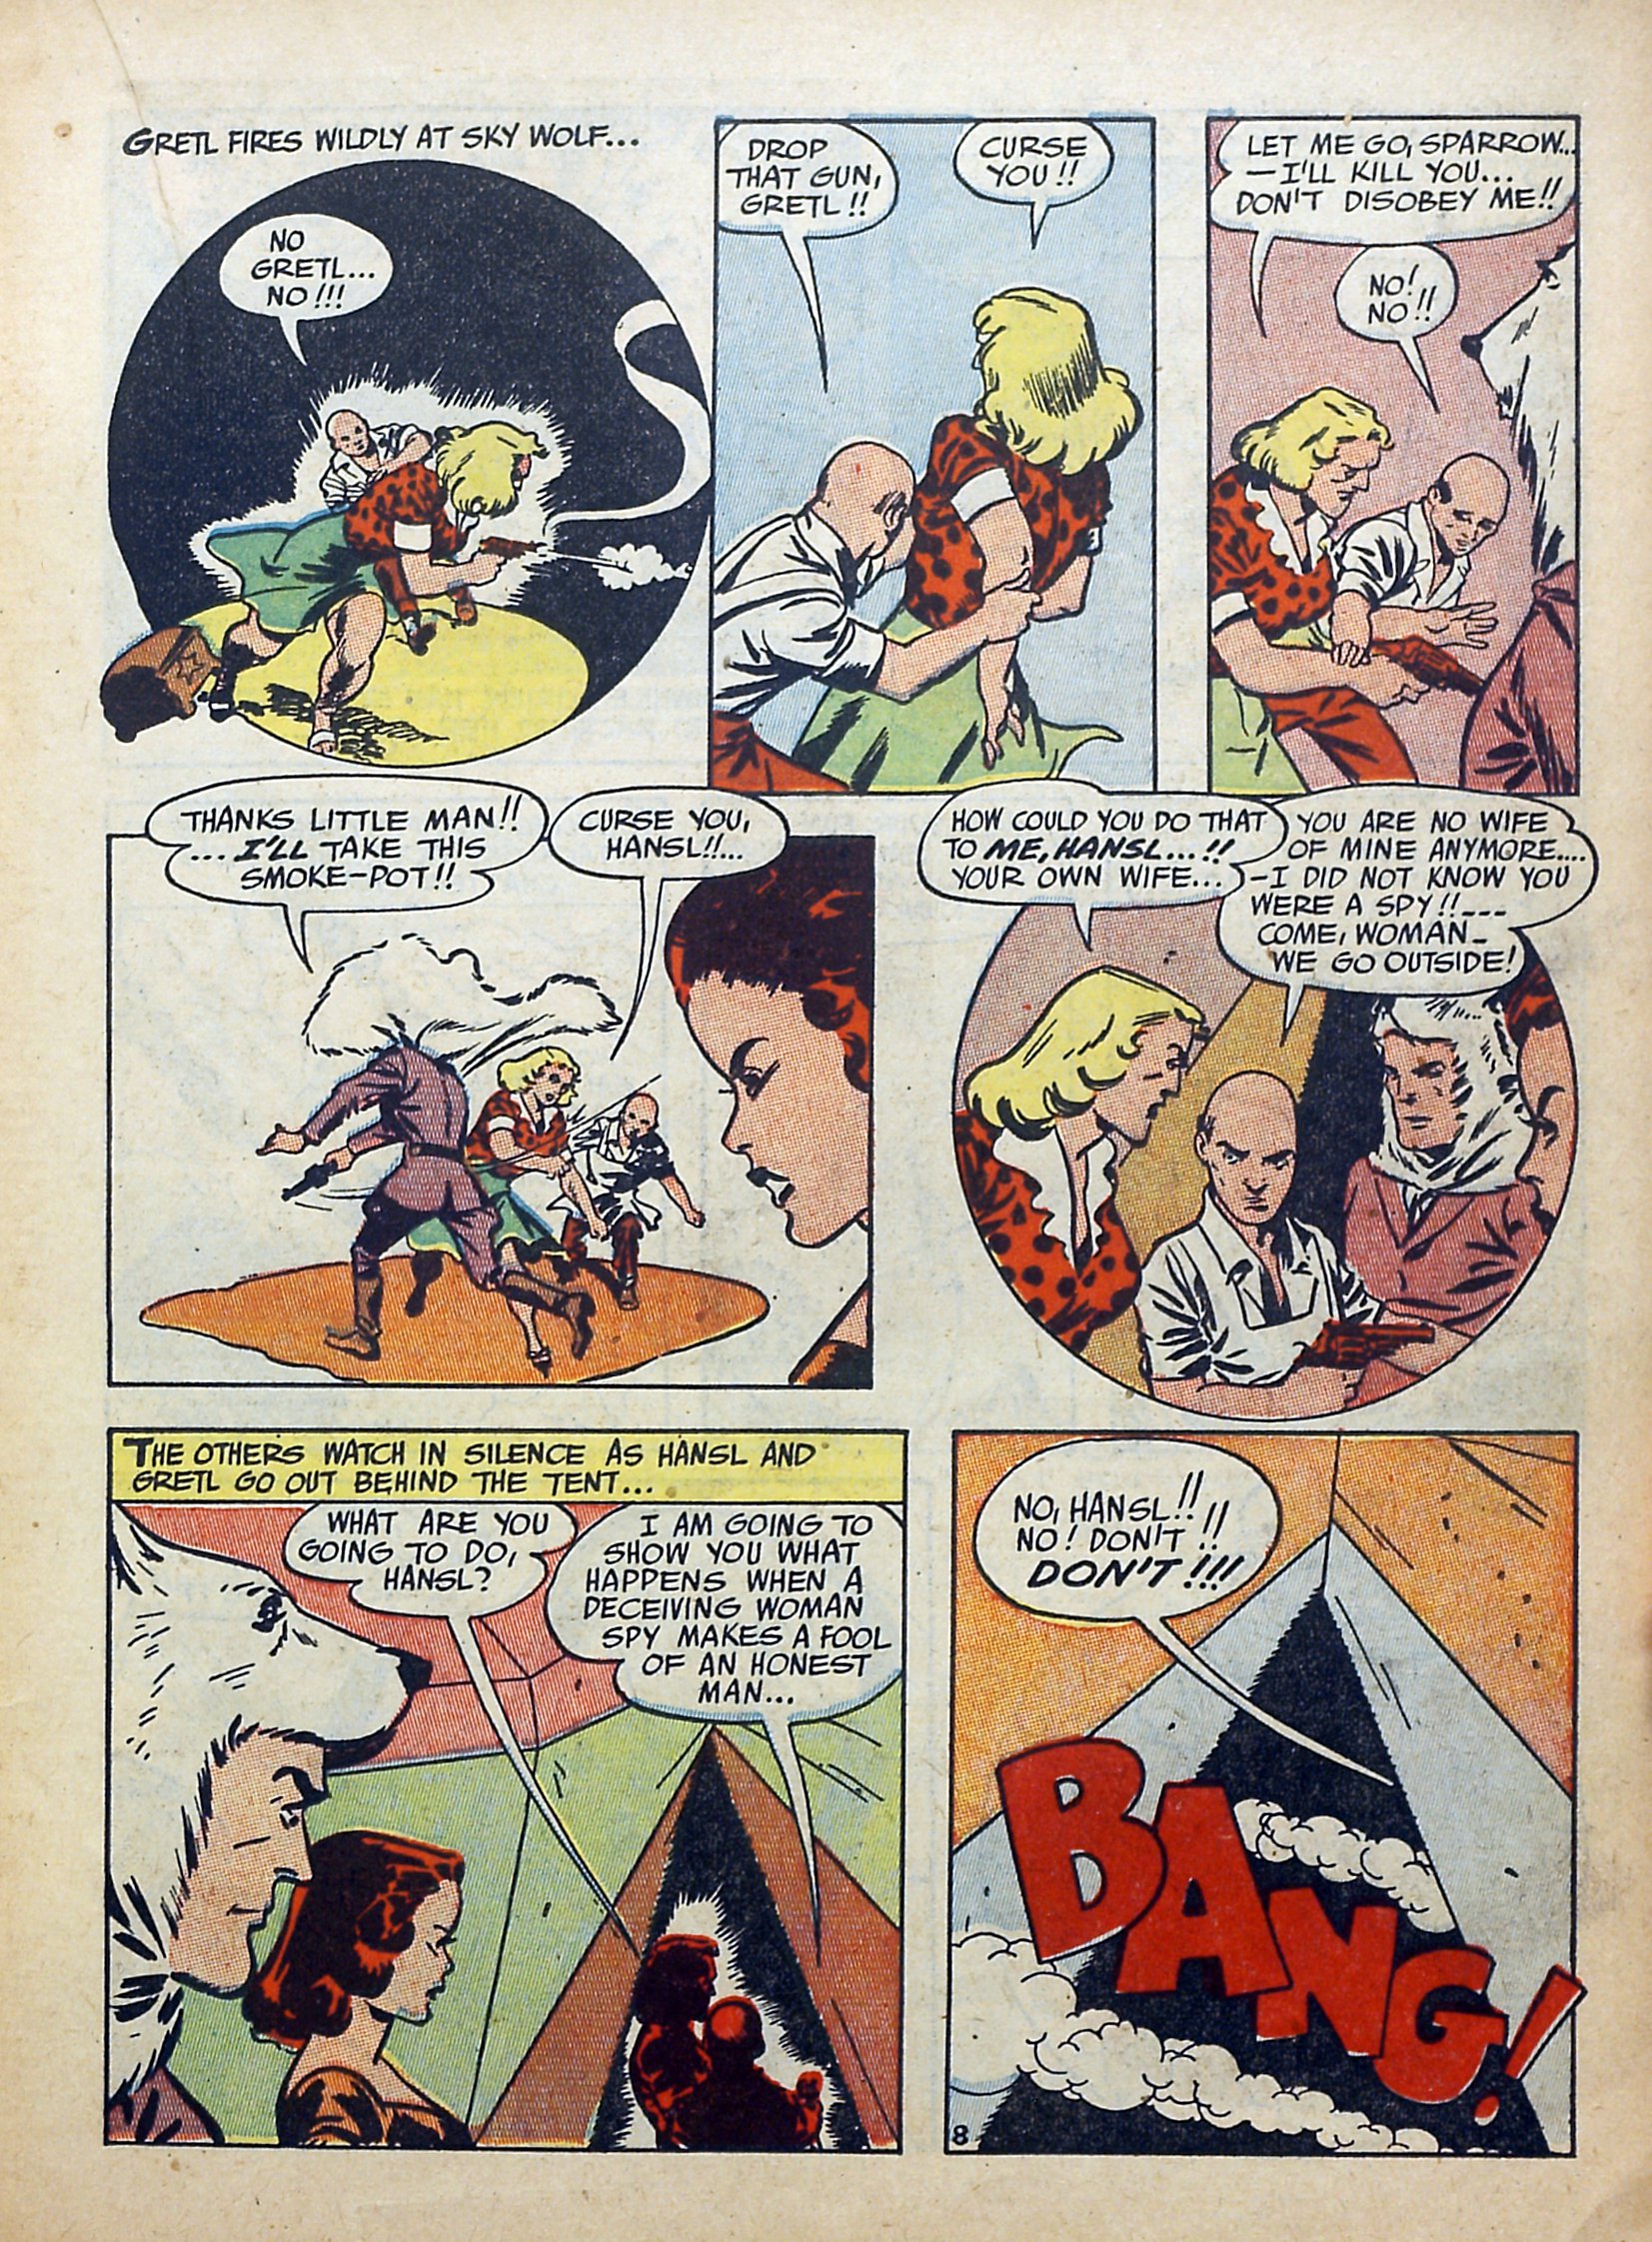 GRETL FIRES WILDLY AT SKY WOLF...
NO
GRETL...
NO!!!
DROP
THAT GUN,
GRETL!!
CURSE
YOU!!
LET ME GO, SPARROW...
—I'LL KILL YOU...
DON'T DISOBEY ME!!
NO!
NO!!
THANKS LITTLE MAN!!
...I'LL TAKE THIS
SMOKE-POT!!
CURSE YOU,
HANSL!!...
HOW COULD YOU DO THAT
TO ME, HANSL...!!
YOUR OWN WIFE...
YOU ARE NO WIFE
OF MINE ANYMORE....
—I DID NOT KNOW YOU
WERE A SPY!!---
COME, WOMAN—
WE GO OUTSIDE!
THE OTHERS WATCH IN SILENCE AS HANSL AND
GRETL GO OUT BEHIND THE TENT...
WHAT ARE YOU
GOING TO DO,
HANSL?
I AM GOING TO
SHOW YOU WHAT
HAPPENS WHEN A
DECEIVING WOMAN
SPY MAKES A FOOL
OF AN HONEST
MAN...
NO, HANSL!!
NO! DON'T!!
DON'T!!!
BANG!
8